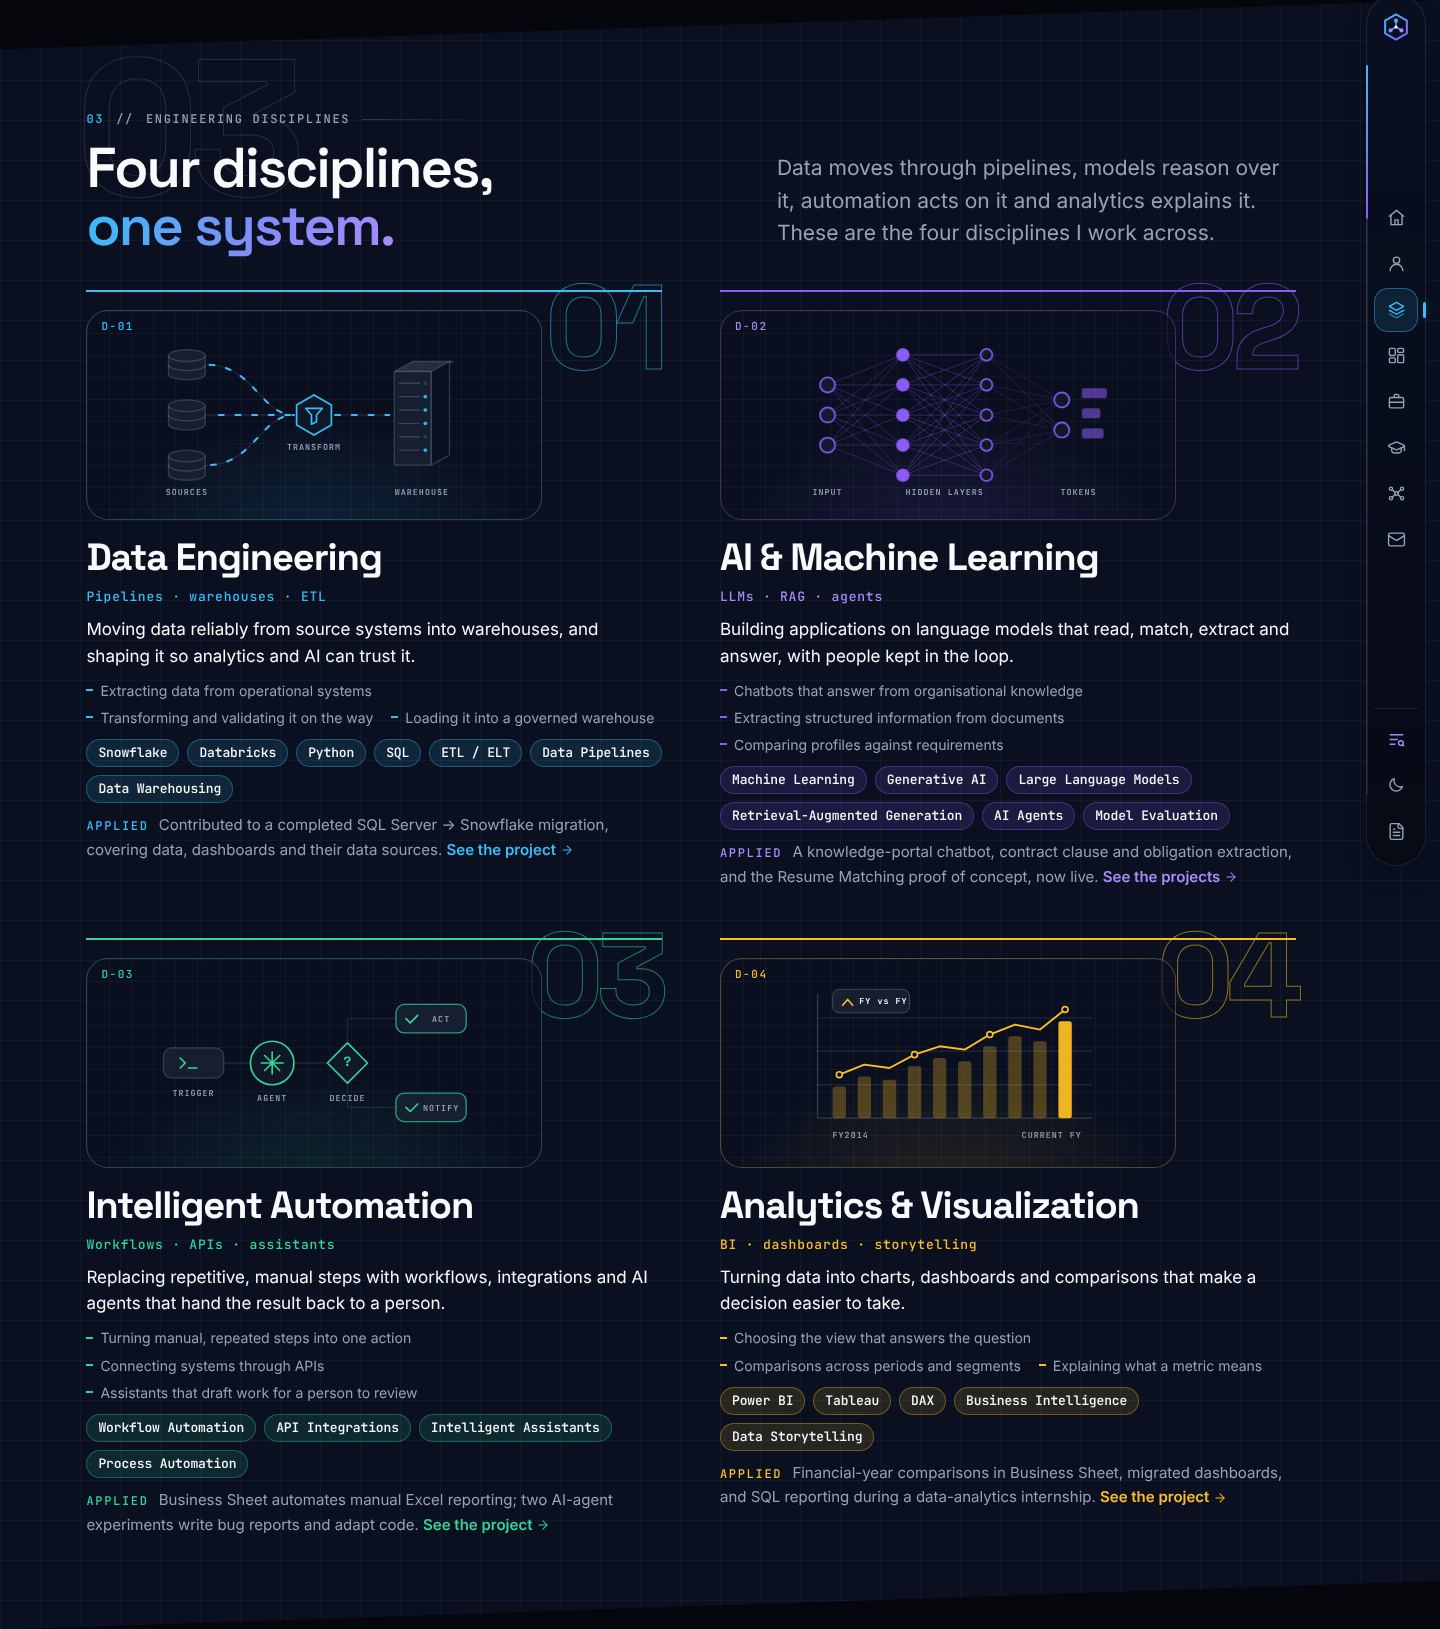 03
03 // ENGINEERING DISCIPLINES
Four disciplines,
one system.
Data moves through pipelines, models reason over
it, automation acts on it and analytics explains it.
These are the four disciplines I work across.
01
D-01
TRANSFORM
SOURCES
WAREHOUSE
Data Engineering
Pipelines · warehouses · ETL
Moving data reliably from source systems into warehouses, and
shaping it so analytics and AI can trust it.
Extracting data from operational systems
Transforming and validating it on the way
Loading it into a governed warehouse
Snowflake
Databricks
Python
SQL
ETL / ELT
Data Pipelines
Data Warehousing
APPLIED Contributed to a completed SQL Server → Snowflake migration,
covering data, dashboards and their data sources. See the project →
02
D-02
INPUT
HIDDEN LAYERS
TOKENS
AI & Machine Learning
LLMs · RAG · agents
Building applications on language models that read, match, extract and
answer, with people kept in the loop.
Chatbots that answer from organisational knowledge
Extracting structured information from documents
Comparing profiles against requirements
Machine Learning
Generative AI
Large Language Models
Retrieval-Augmented Generation
AI Agents
Model Evaluation
APPLIED A knowledge-portal chatbot, contract clause and obligation extraction,
and the Resume Matching proof of concept, now live. See the projects →
03
D-03
ACT
?
TRIGGER
AGENT
DECIDE
NOTIFY
Intelligent Automation
Workflows · APIs · assistants
Replacing repetitive, manual steps with workflows, integrations and AI
agents that hand the result back to a person.
Turning manual, repeated steps into one action
Connecting systems through APIs
Assistants that draft work for a person to review
Workflow Automation
API Integrations
Intelligent Assistants
Process Automation
APPLIED Business Sheet automates manual Excel reporting; two AI-agent
experiments write bug reports and adapt code. See the project →
04
D-04
FY vs FY
FY2014
CURRENT FY
Analytics & Visualization
BI · dashboards · storytelling
Turning data into charts, dashboards and comparisons that make a
decision easier to take.
Choosing the view that answers the question
Comparisons across periods and segments
Explaining what a metric means
Power BI
Tableau
DAX
Business Intelligence
Data Storytelling
APPLIED Financial-year comparisons in Business Sheet, migrated dashboards,
and SQL reporting during a data-analytics internship. See the project →